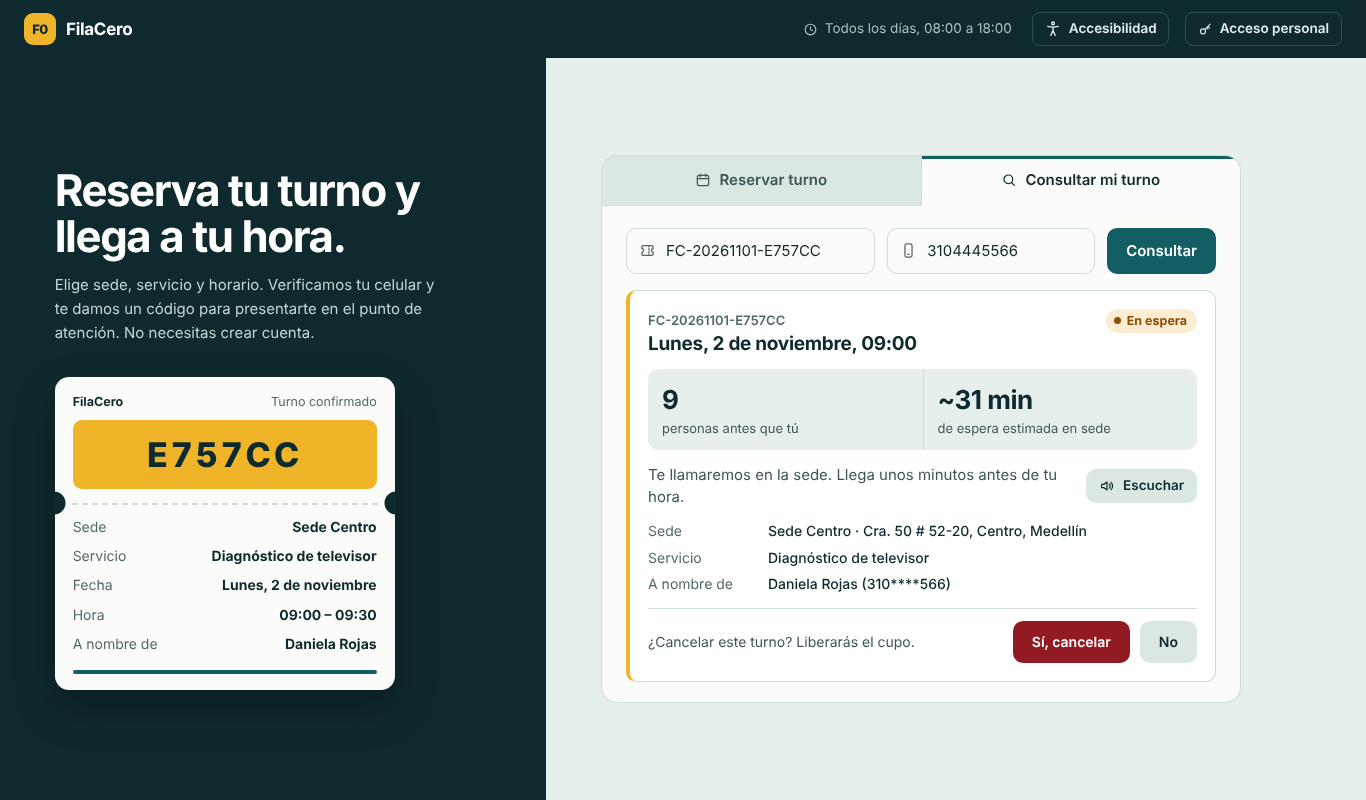 F0 FilaCero
Todos los días, 08:00 a 18:00
Accesibilidad
Acceso personal
Reserva tu turno y
llega a tu hora.
Elige sede, servicio y horario. Verificamos tu celular y
te damos un código para presentarte en el punto de
atención. No necesitas crear cuenta.
FilaCero Turno confirmado
E757CC
Sede Sede Centro
Servicio Diagnóstico de televisor
Fecha Lunes, 2 de noviembre
Hora 09:00 – 09:30
A nombre de Daniela Rojas
Reservar turno
Consultar mi turno
FC-20261101-E757CC
3104445566
Consultar
FC-20261101-E757CC
En espera
Lunes, 2 de noviembre, 09:00
9
personas antes que tú
~31 min
de espera estimada en sede
Te llamaremos en la sede. Llega unos minutos antes de tu
hora.
Escuchar
Sede Sede Centro · Cra. 50 # 52-20, Centro, Medellín
Servicio Diagnóstico de televisor
A nombre de Daniela Rojas (310****566)
¿Cancelar este turno? Liberarás el cupo.
Sí, cancelar
No